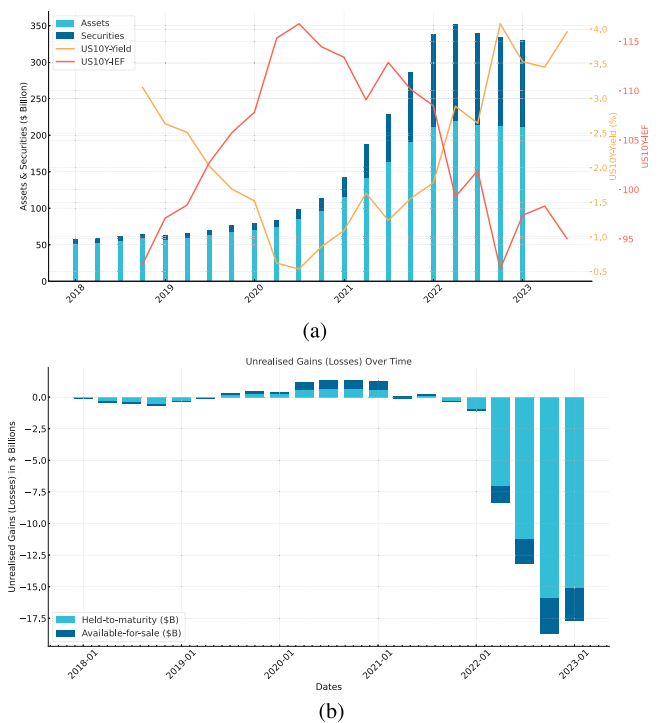 Assets
Securities
US10Y-Yield
US10Y-IEF
Assets & Securities ($ Billion)
350
300
250
200
150
100
50
0
2018
2019
2020
2021
2022
2023
4.0
3.5
3.0
2.5
2.0
1.5
1.0
0.5
US10Y-Yield (%)
115
110
105
100
95
US10Y-IEF
(a)
Unrealised Gains (Losses) Over Time
Unrealised Gains (Losses) in $ Billions
0.0
−2.5
−5.0
−7.5
−10.0
−12.5
−15.0
−17.5
Held-to-maturity ($B)
Available-for-sale ($B)
2018-01
2019-01
2020-01
2021-01
2022-01
2023-01
Dates
(b)